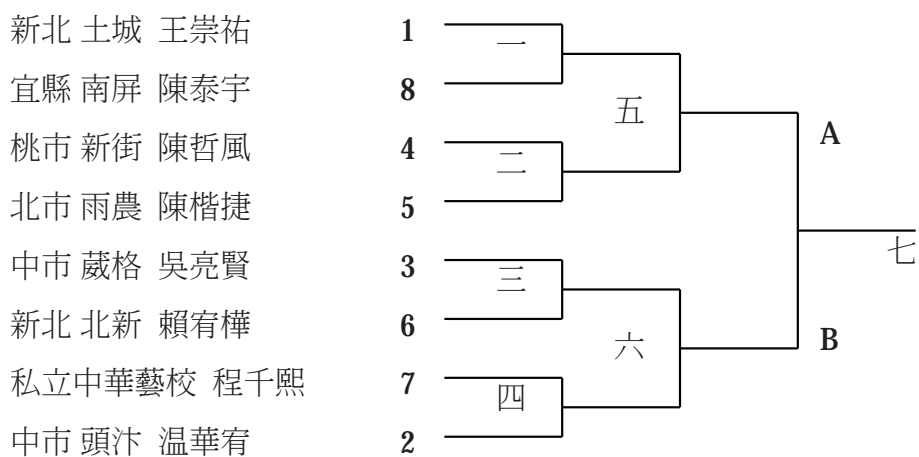 新北 土城 王崇祐 1
一
宜縣 南屏 陳泰宇 8
五
桃市 新街 陳哲風 4
A
二
北市 雨農 陳楷捷 5
七
中市 葳格 吳亮賢 3
三
新北 北新 賴宥樺 6
六
B
私立中華藝校 程千熙 7
四
中市 頭汴 温華宥 2